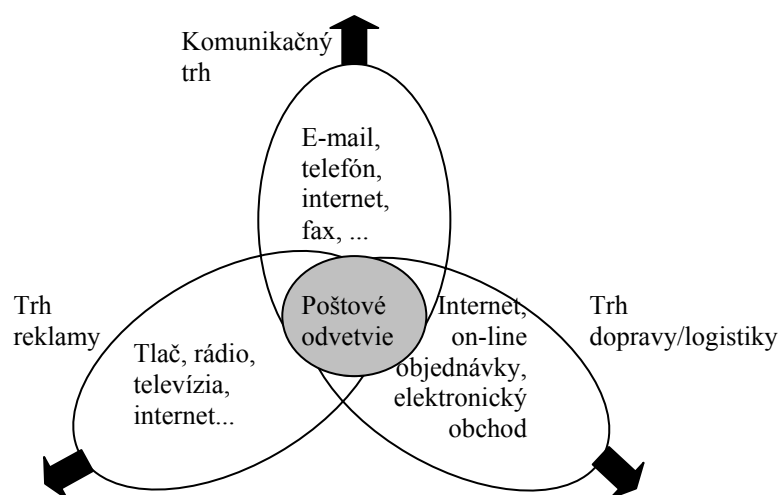 Komunikačný
trh
E-mail,
telefón,
internet,
fax, ...
Trh
reklamy
Tlač, rádio,
televízia,
internet...
Poštové
odvetvie
Internet,
on-line
objednávky,
elektronický
obchod
Trh
dopravy/logistiky